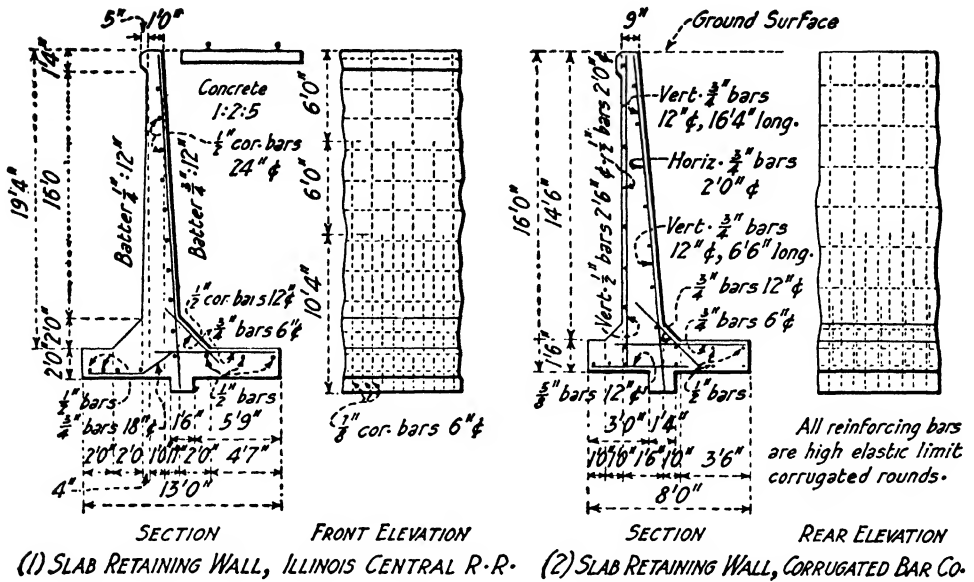 5" 1'0"
1'4"
19'4"
16'0
2'0"
2'0"
Batter ½":12"
Batter ¾":12"
Concrete
1:2:5
½" cor. bars
24" ¢
½" cor. bars 12"¢
¾" bars 6"¢
½" bars
¾" bars 18"¢
½" bars
1'6" 5'9"
2'0" 2'0 1'0" 11" 2'0" 4'7"
4"
13'0"
6'0"
6'0"
10'4"
⅞" cor. bars 6"¢
SECTION
FRONT ELEVATION
(1) SLAB RETAINING WALL, ILLINOIS CENTRAL R.R.
9"
Ground Surface
16'0"
14'6"
1'6"
Vert. ½" bars 2'6"¢, ½" bars 2'0"¢
Vert. ¾" bars
12"¢, 16'4" long.
Horiz. ¾" bars
2'0" ¢
Vert. ¾" bars
12"¢, 6'6" long.
¾" bars 12"¢
¾" bars 6"¢
⅝" bars 12"¢
½" bars
3'0" 1'4"
1'0" 1'0" 1'6" 1'0" 3'6"
8'0"
All reinforcing bars
are high elastic limit
corrugated rounds.
SECTION
REAR ELEVATION
(2) SLAB RETAINING WALL, CORRUGATED BAR CO.